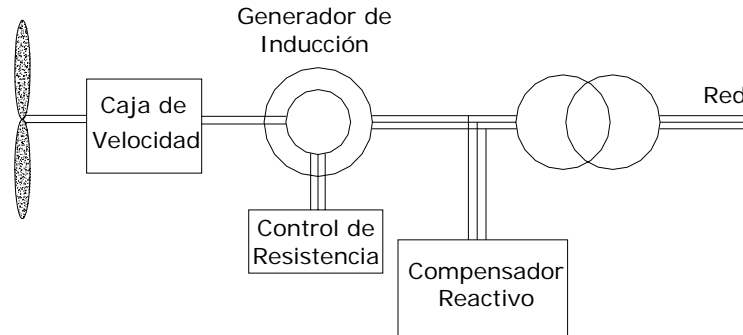 Generador de
Inducción
Caja de
Velocidad
Red
Control de
Resistencia
Compensador
Reactivo